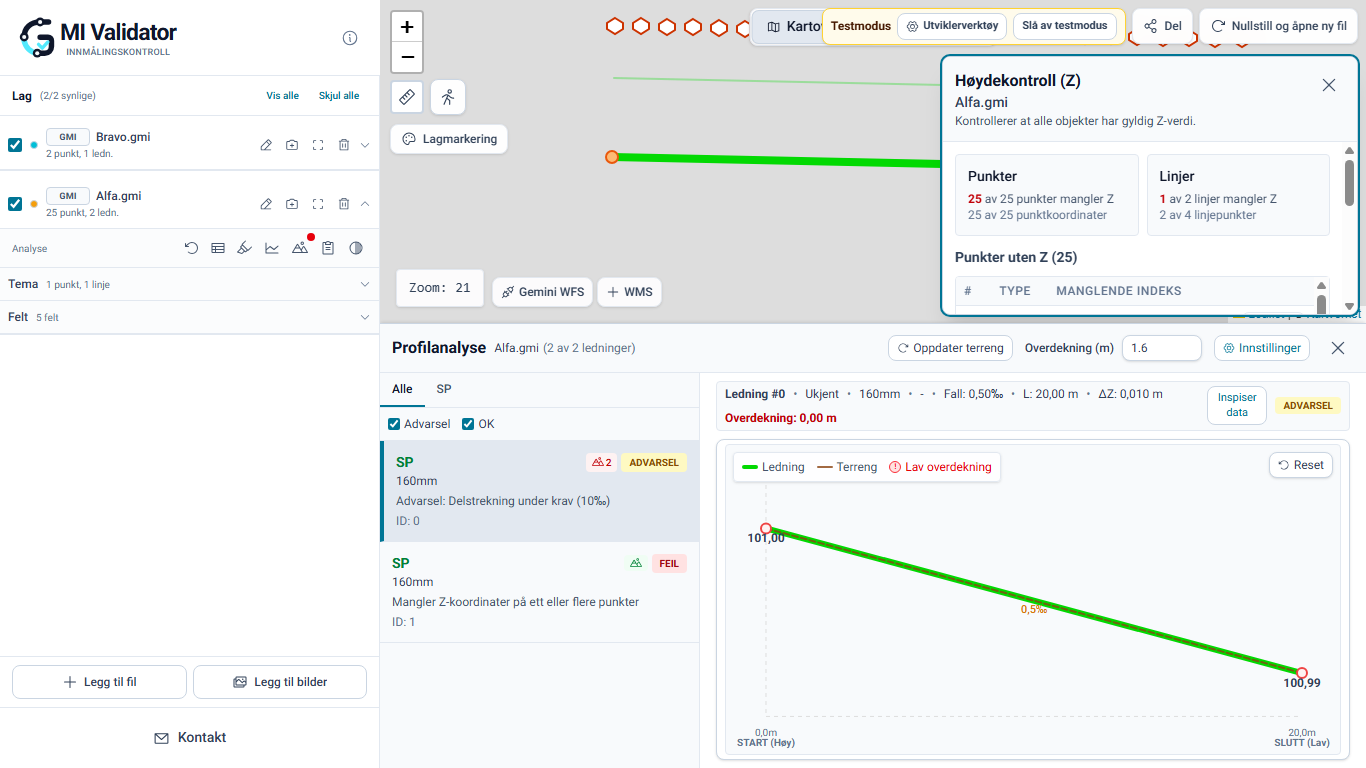 MI Validator
INNMÅLINGSKONTROLL
Lag (2/2 synlige) Vis alle Skjul alle
GMI Bravo.gmi
2 punkt, 1 ledn.
GMI Alfa.gmi
25 punkt, 2 ledn.
Analyse
Tema 1 punkt, 1 linje
Felt 5 felt
Legg til fil
Legg til bilder
Kontakt
+
−
Lagmarkering
Zoom: 21
Gemini WFS
WMS
Testmodus
Utviklerverktøy
Slå av testmodus
Del
Nullstill og åpne ny fil
Høydekontroll (Z)
Alfa.gmi
Kontrollerer at alle objekter har gyldig Z-verdi.
Punkter
25 av 25 punkter mangler Z
25 av 25 punktkoordinater
Linjer
1 av 2 linjer mangler Z
2 av 4 linjepunkter
Punkter uten Z (25)
# TYPE MANGLENDE INDEKS
Profilanalyse Alfa.gmi (2 av 2 ledninger)
Oppdater terreng
Overdekning (m) 1.6
Innstillinger
Alle SP
Advarsel OK
SP 2 ADVARSEL
160mm
Advarsel: Delstrekning under krav (10‰)
ID: 0
SP FEIL
160mm
Mangler Z-koordinater på ett eller flere punkter
ID: 1
Ledning #0 • Ukjent • 160mm • - • Fall: 0,50‰ • L: 20,00 m • ΔZ: 0,010 m
Overdekning: 0,00 m
Inspiser
data
ADVARSEL
Ledning Terreng Lav overdekning
Reset
101,00
0,5‰
100,99
0,0m 20,0m
START (Høy) SLUTT (Lav)